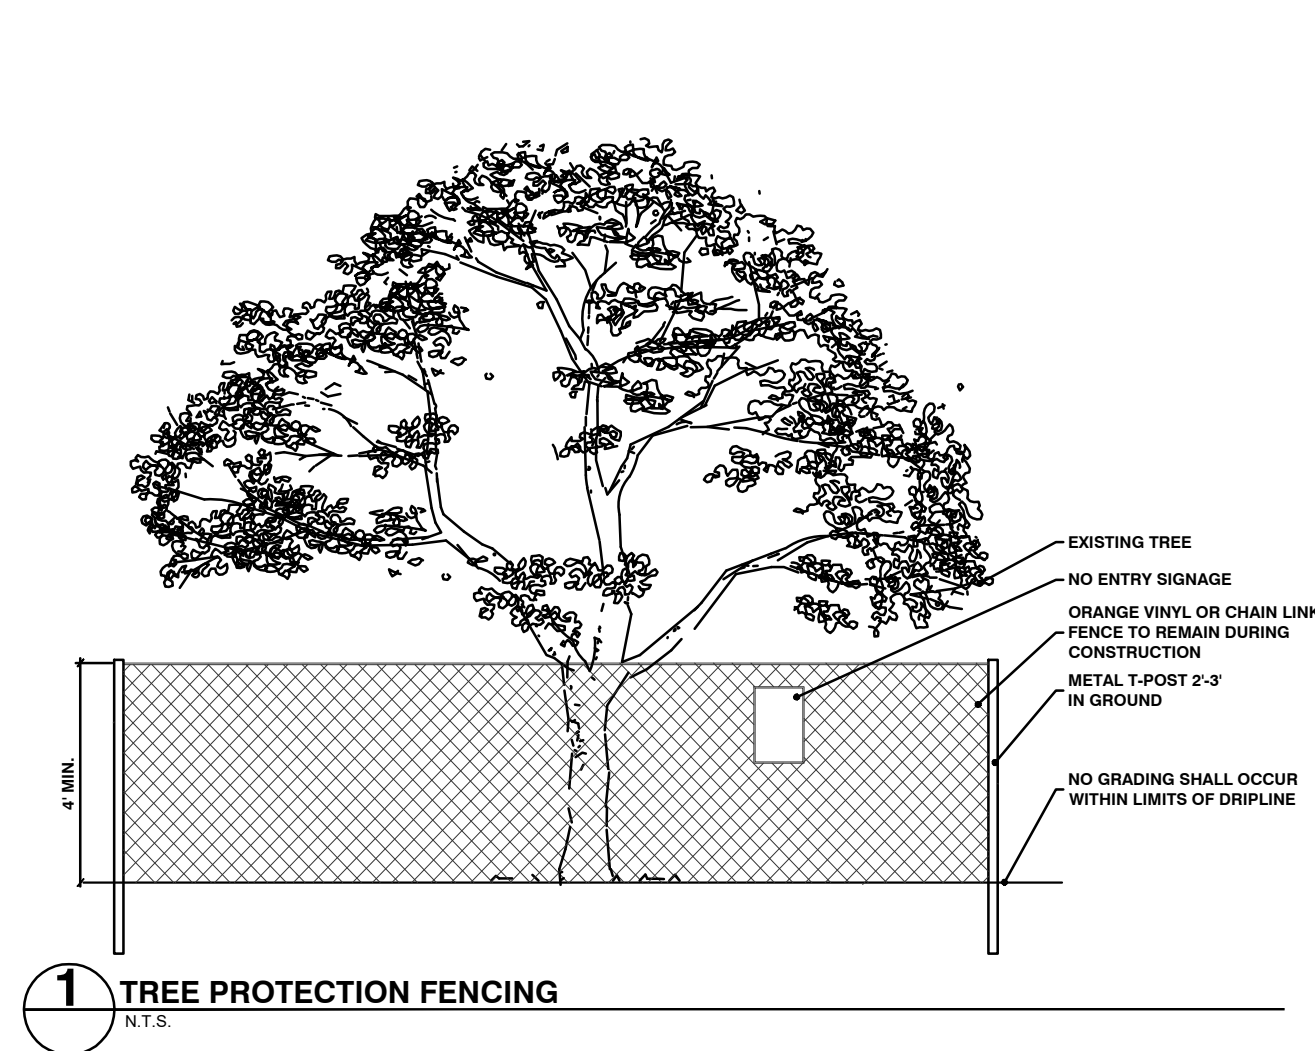 EXISTING TREE
NO ENTRY SIGNAGE
ORANGE VINYL OR CHAIN LINK
FENCE TO REMAIN DURING
CONSTRUCTION
METAL T-POST 2'-3'
IN GROUND
4' MIN.
NO GRADING SHALL OCCUR
WITHIN LIMITS OF DRIPLINE
1
TREE PROTECTION FENCING
N.T.S.